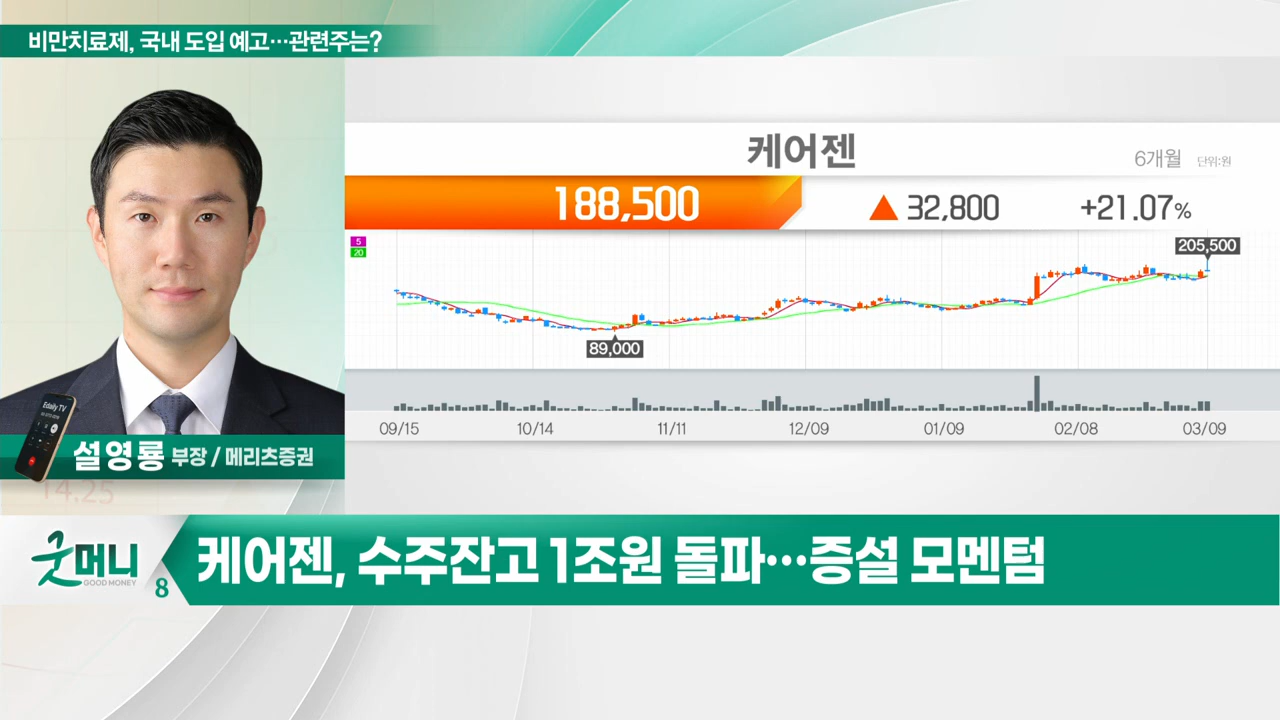 비만치료제, 국내 도입 예고…관련주는?
케어젠
6개월 단위:원
188,500 ▲ 32,800 +21.07%
5
20
205,500
89,000
09/15 10/14 11/11 12/09 01/09 02/08 03/09
Edaily TV
설영룡 부장 / 메리츠증권
14.25
굿머니
GOOD MONEY
8
케어젠, 수주잔고 1조원 돌파…증설 모멘텀